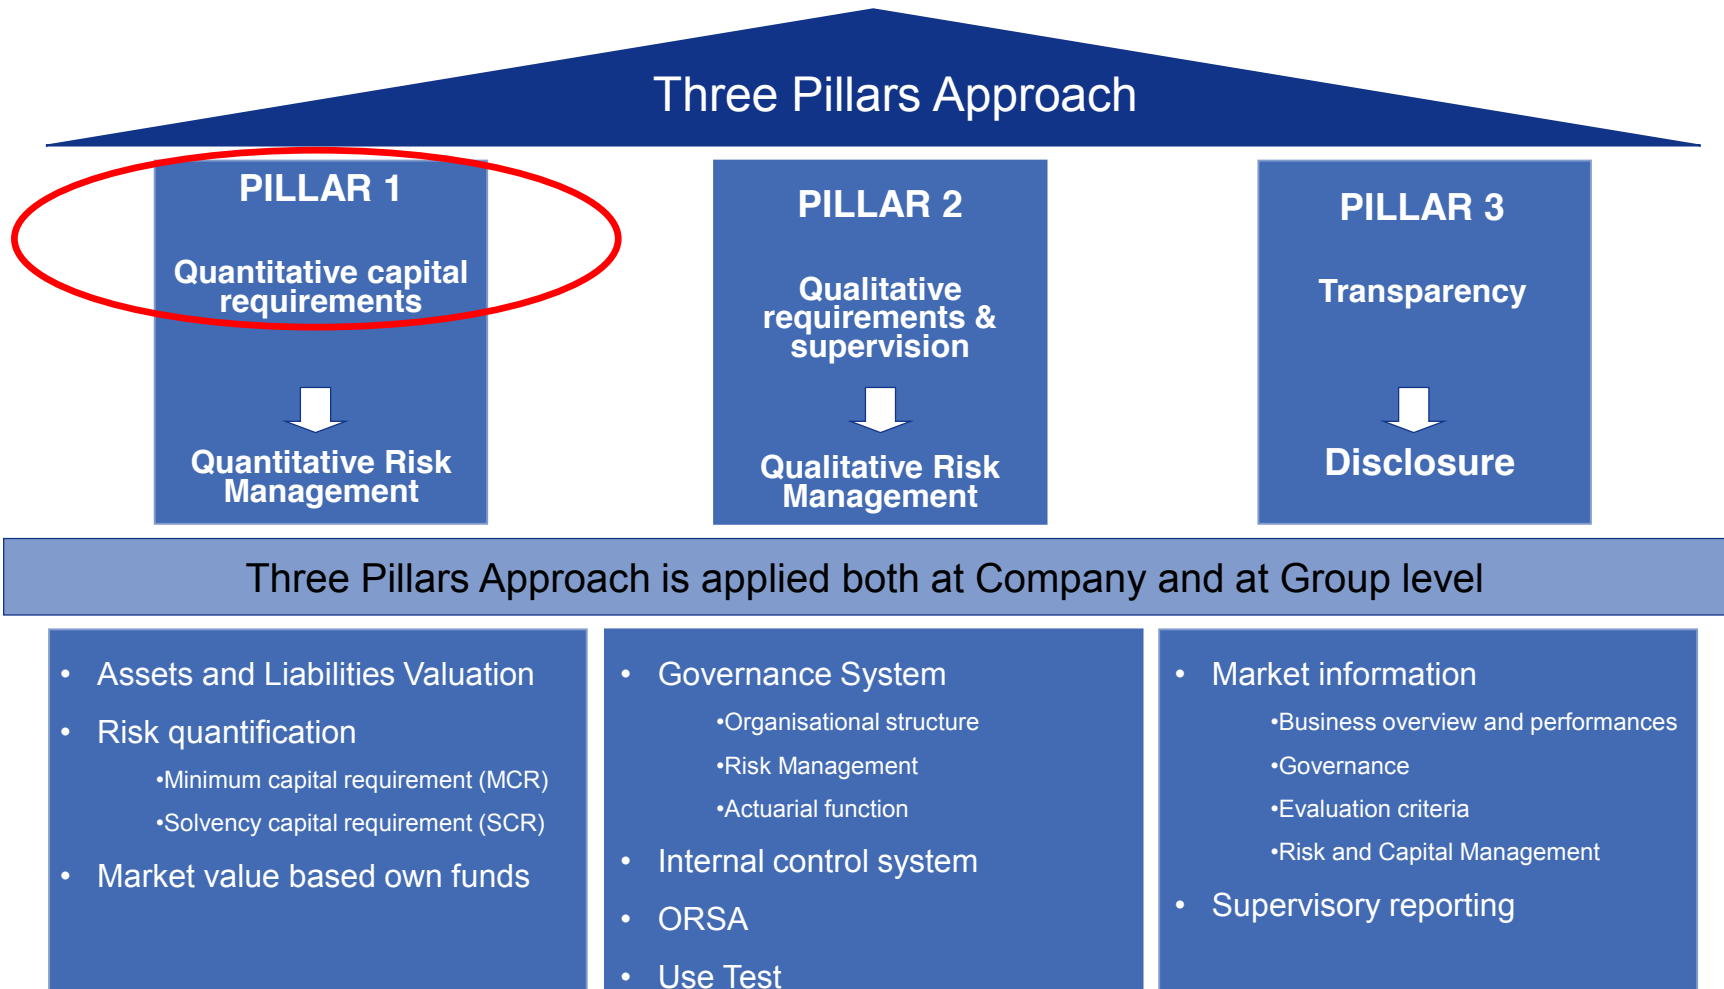 Three Pillars Approach
PILLAR 1
Quantitative capital
requirements
Quantitative Risk
Management
PILLAR 2
Qualitative
requirements &
supervision
Qualitative Risk
Management
PILLAR 3
Transparency
Disclosure
Three Pillars Approach is applied both at Company and at Group level
• Assets and Liabilities Valuation
• Risk quantification
•Minimum capital requirement (MCR)
•Solvency capital requirement (SCR)
• Market value based own funds
• Governance System
•Organisational structure
•Risk Management
•Actuarial function
• Internal control system
• ORSA
• Use Test
• Market information
•Business overview and performances
•Governance
•Evaluation criteria
•Risk and Capital Management
• Supervisory reporting